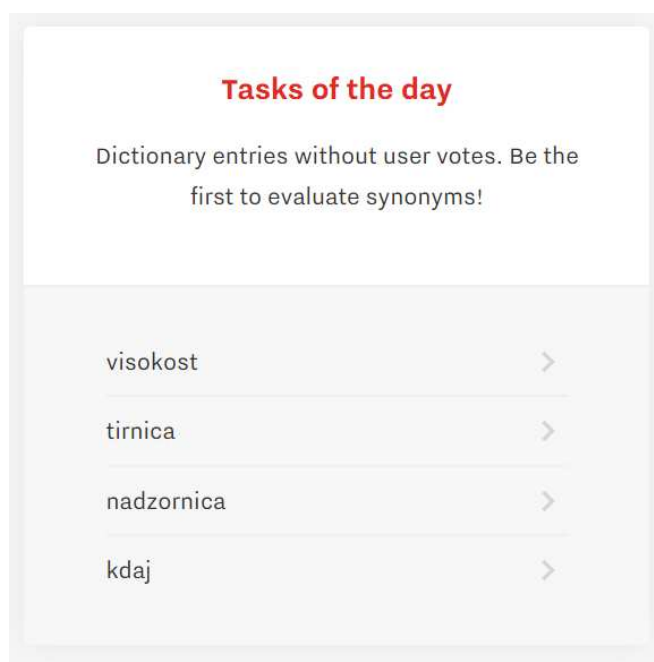 Tasks of the day
Dictionary entries without user votes. Be the
first to evaluate synonyms!
visokost
tirnica
nadzornica
kdaj